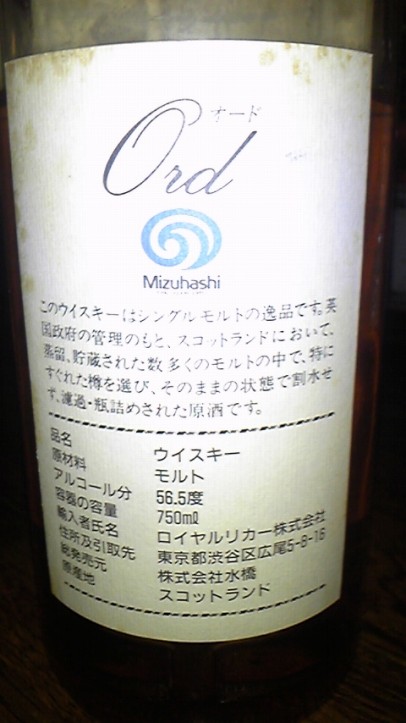 オード
Ord
Mizuhashi
このウイスキーはシングルモルトの逸品です。英
国政府の管理のもと、スコットランドにおいて、
蒸留、貯蔵された数多くのモルトの中で、特に
すぐれた樽を選び、そのままの状態で割水せ
ず、濾過・瓶詰めされた原酒です。
品名 ウイスキー
原材料 モルト
アルコール分 56.5度
容器の容量 750ml
輸入者氏名 ロイヤルリカー株式会社
住所及引取先 東京都渋谷区広尾5-8-16
総発売元 株式会社水橋
原産地 スコットランド